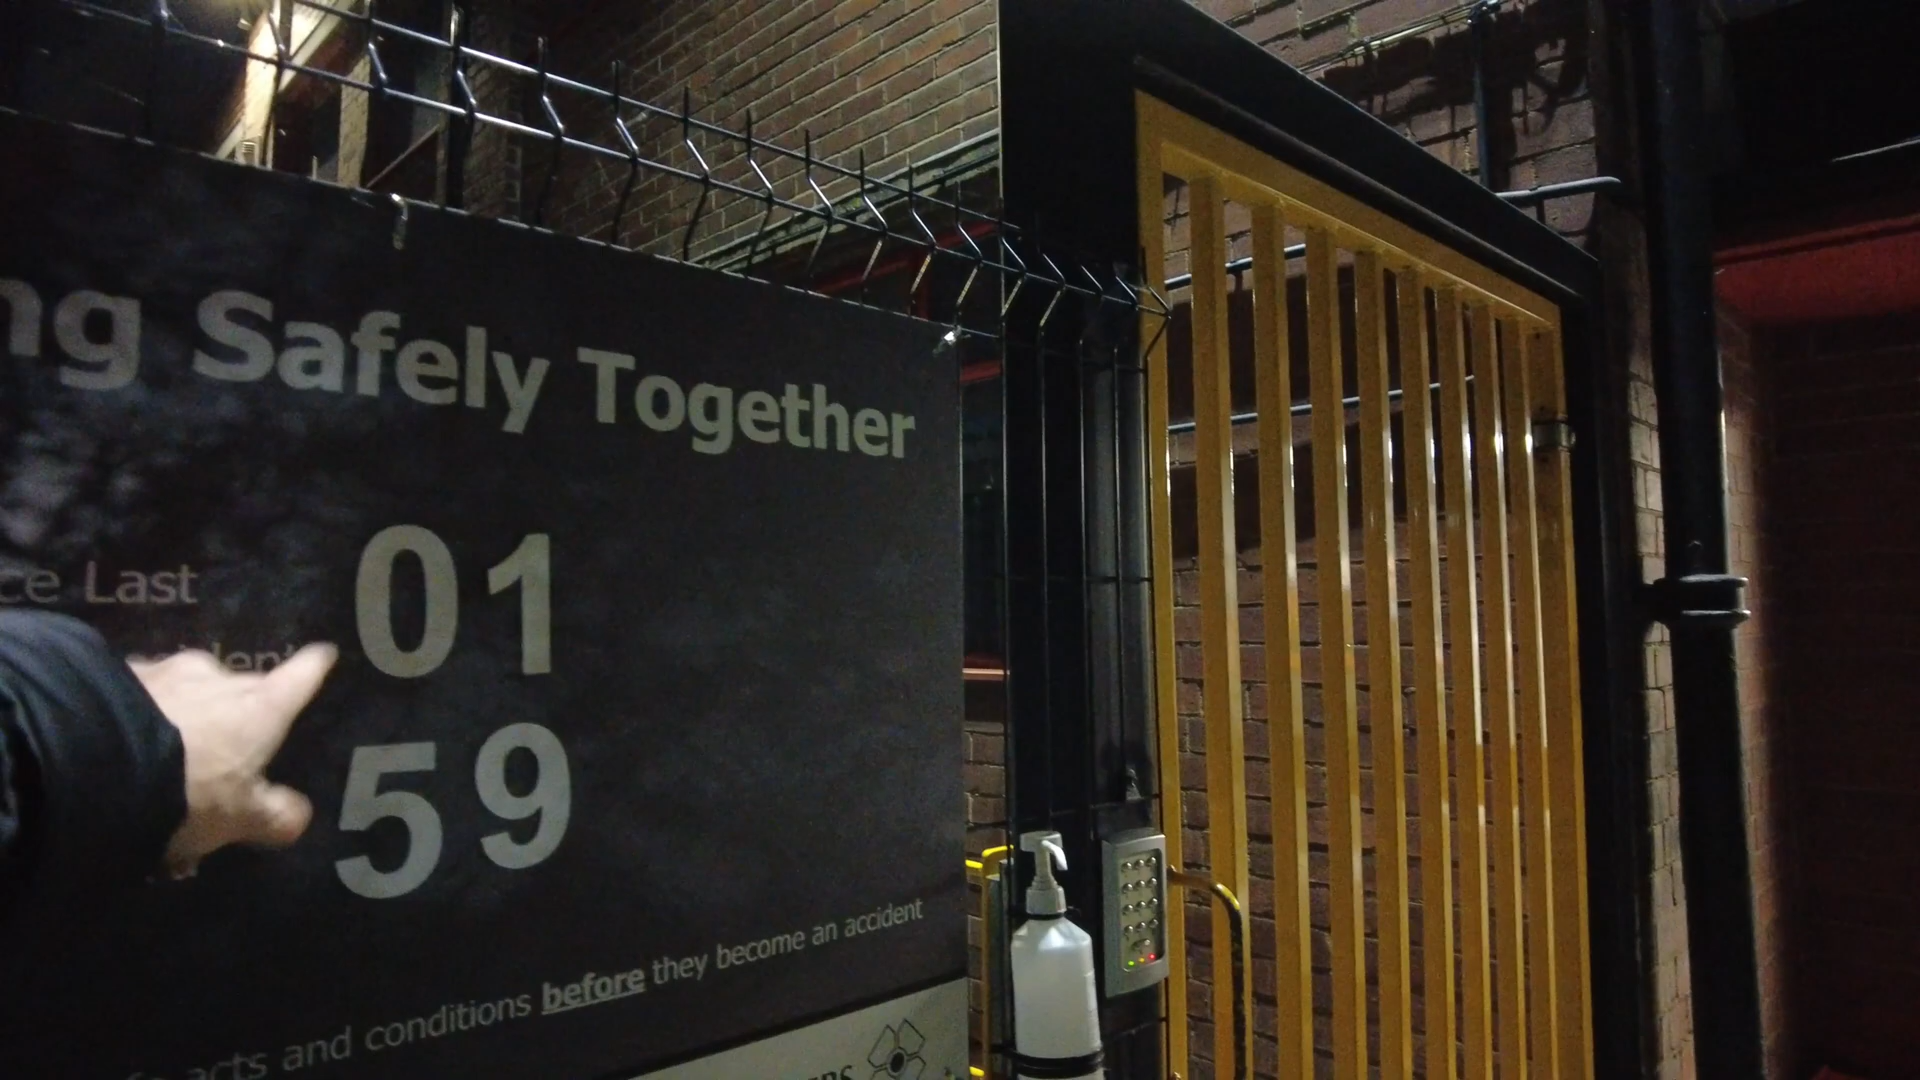 ng Safely Together
ce Last
01
59
acts and conditions before they become an accident